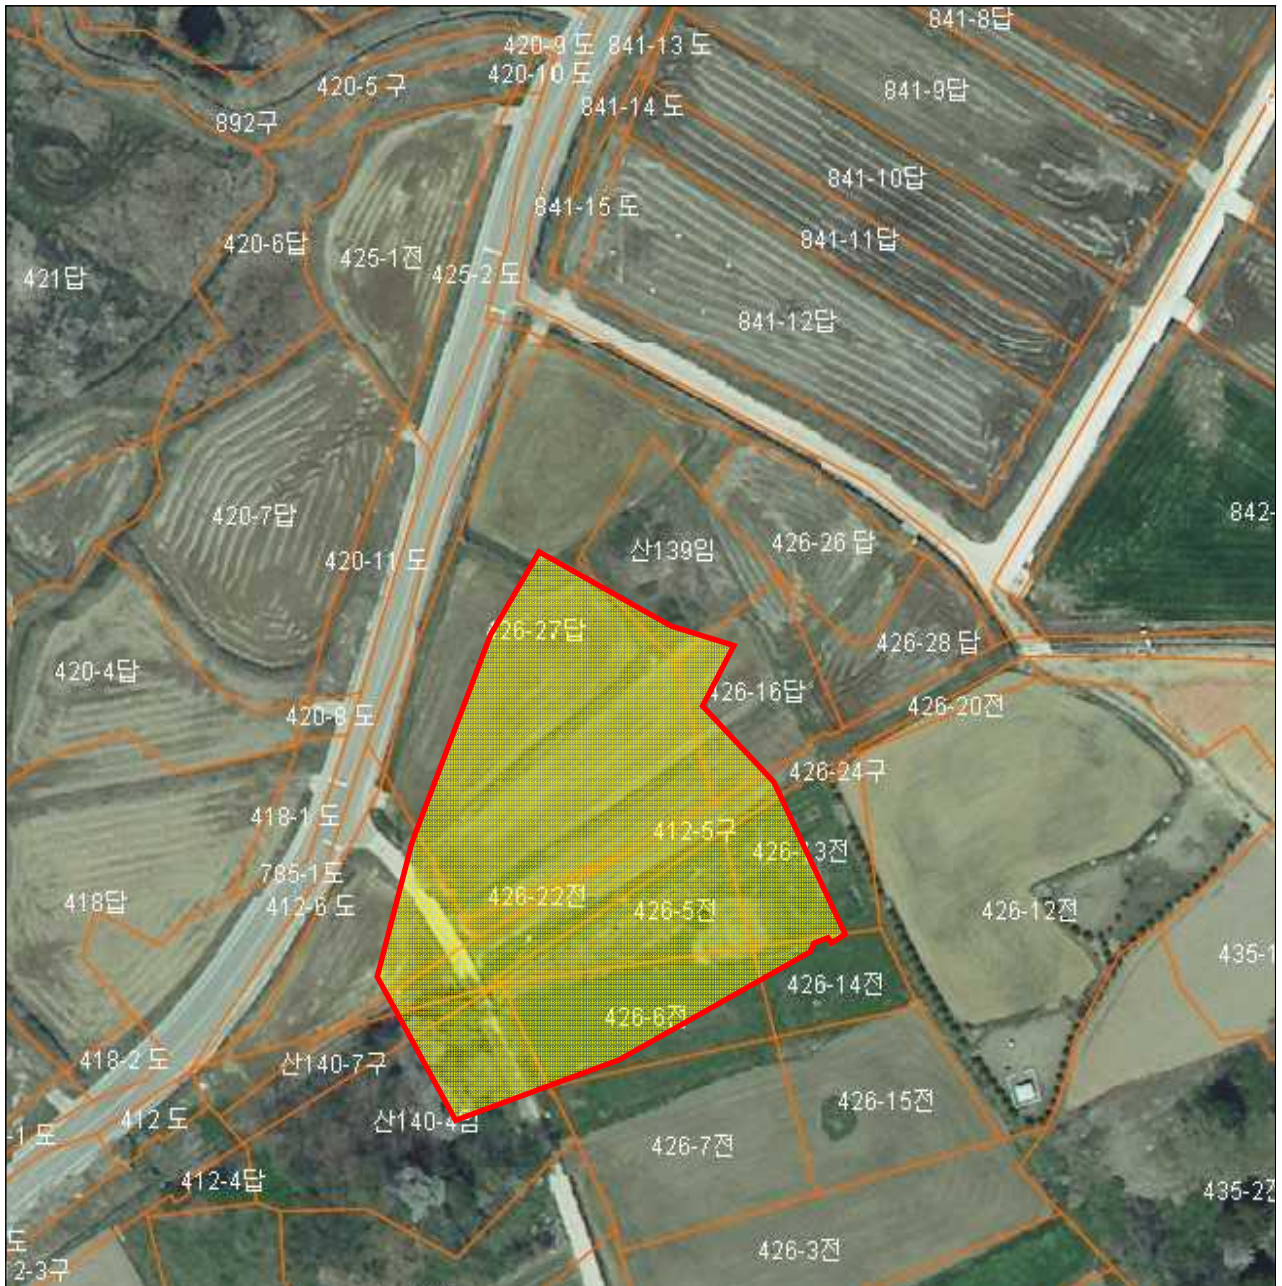 841-8답
420-9 도
841-13 도
420-10 도
420-5 구
841-9답
841-14 도
892구
841-10답
841-15 도
841-11답
420-6답
425-1전
425-2 도
421답
841-12답
420-7답
842-
426-26 답
산139임
420-11 도
426-27답
426-28 답
420-4답
426-16답
426-20전
420-8 도
426-24구
418-1 도
412-5구
426-13전
785-1도
426-22전
418답
412-6 도
426-5전
426-12전
435-1
426-14전
426-6전
418-2 도
산140-7구
426-15전
412 도
산140-4임
-1 도
426-7전
412-4답
435-2전
도
426-3전
2-3구